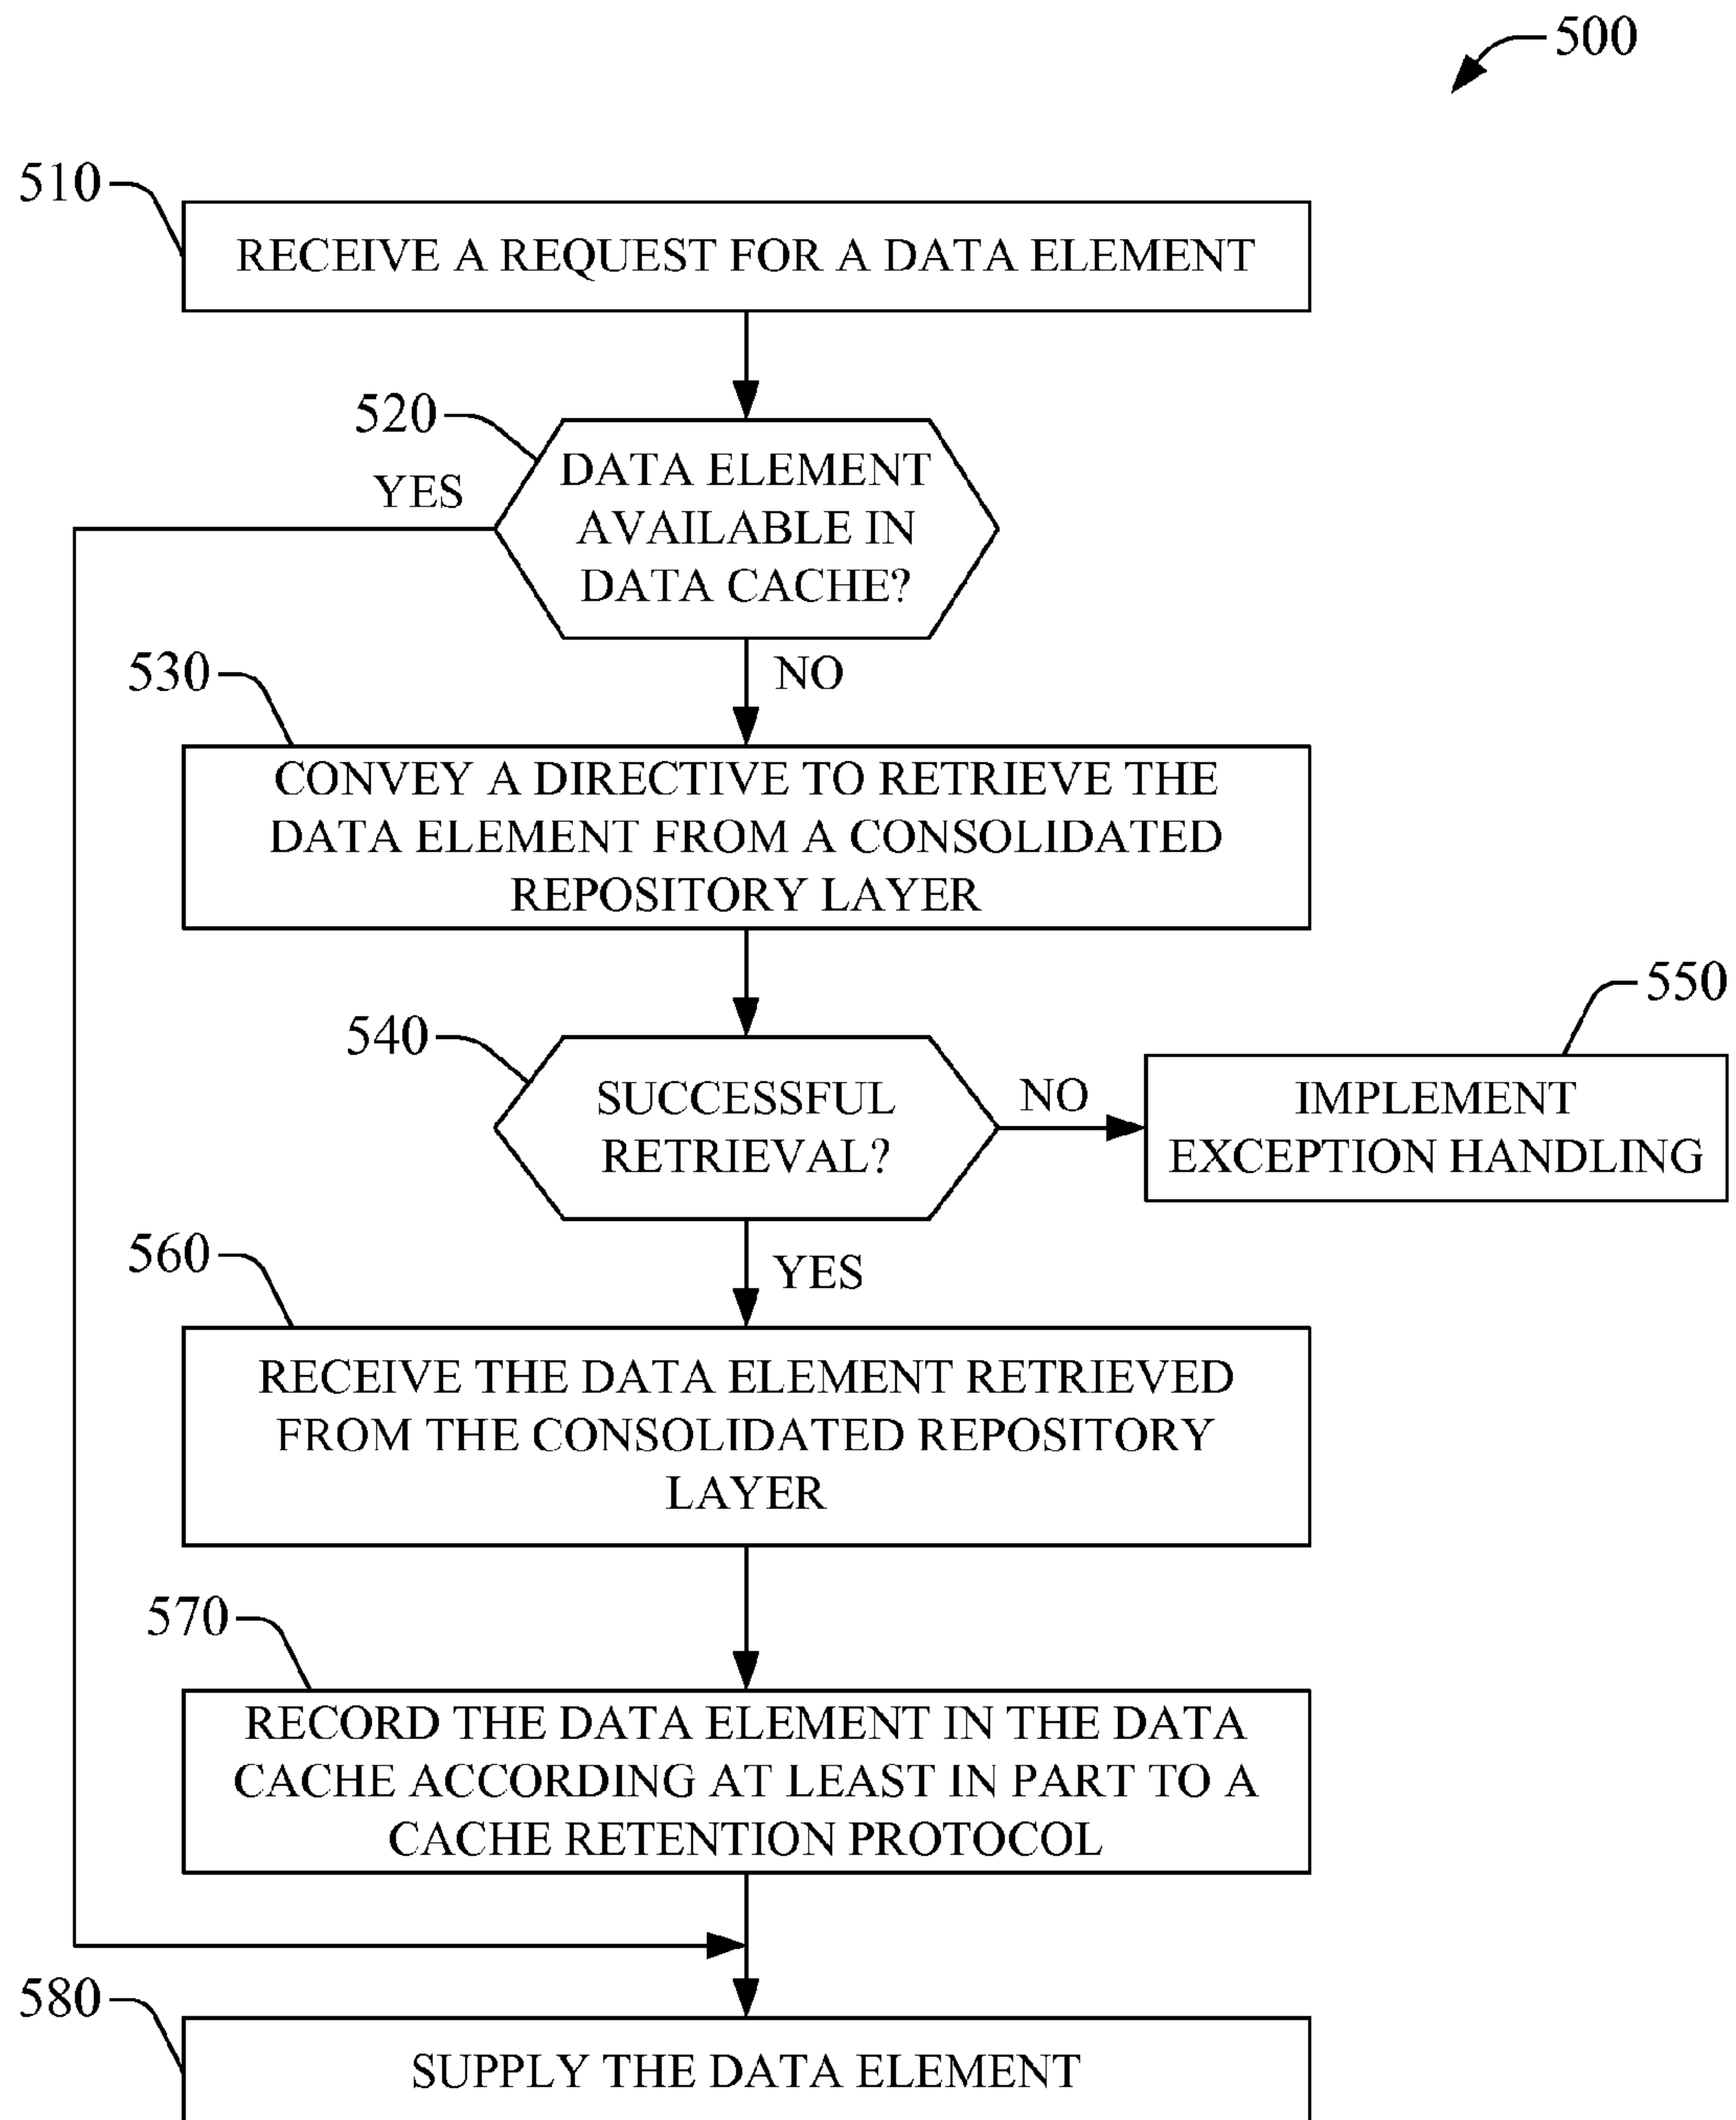 500
510
RECEIVE A REQUEST FOR A DATA ELEMENT
520
YES
DATA ELEMENT
AVAILABLE IN
DATA CACHE?
NO
530
CONVEY A DIRECTIVE TO RETRIEVE THE
DATA ELEMENT FROM A CONSOLIDATED
REPOSITORY LAYER
540
SUCCESSFUL
RETRIEVAL?
NO
550
IMPLEMENT
EXCEPTION HANDLING
YES
560
RECEIVE THE DATA ELEMENT RETRIEVED
FROM THE CONSOLIDATED REPOSITORY
LAYER
570
RECORD THE DATA ELEMENT IN THE DATA
CACHE ACCORDING AT LEAST IN PART TO A
CACHE RETENTION PROTOCOL
580
SUPPLY THE DATA ELEMENT